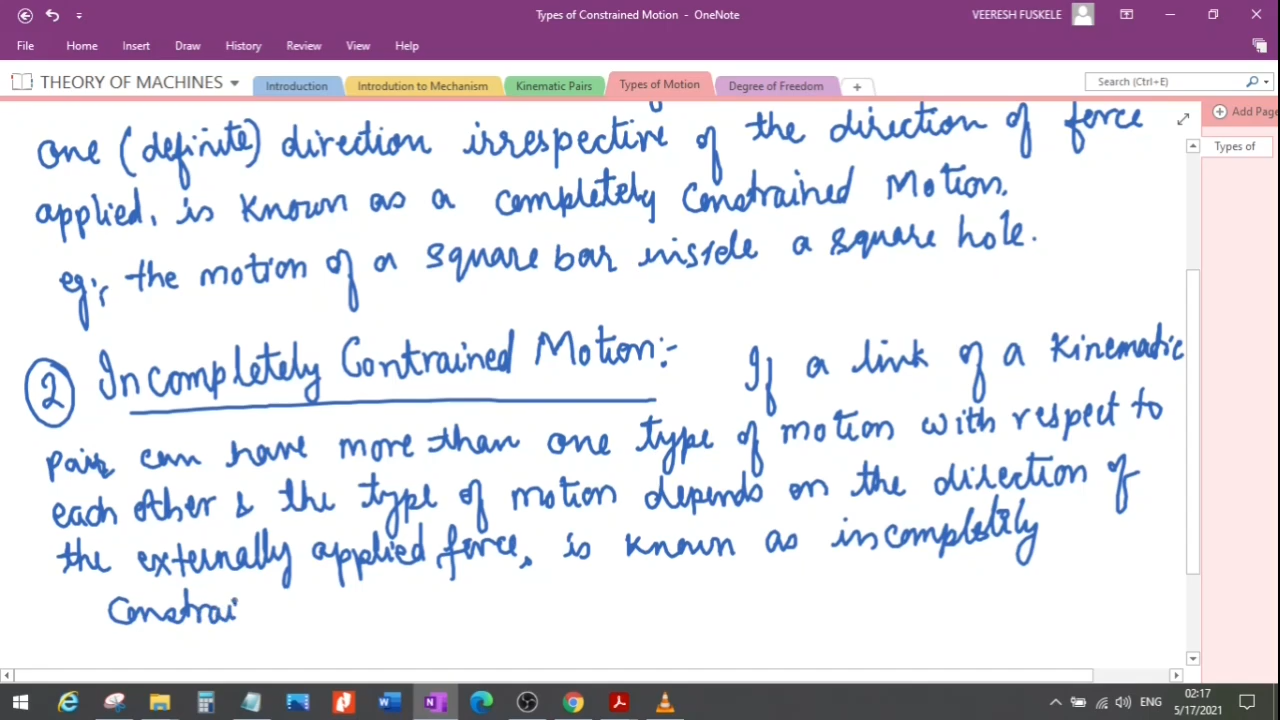 Types of Constrained Motion - OneNote
VEERESH FUSKELE
File Home Insert Draw History Review View Help
THEORY OF MACHINES
Introduction
Introdution to Mechanism
Kinematic Pairs
Types of Motion
Degree of Freedom
Search (Ctrl+E)
Add Page
Types of
one (definite) direction irrespective of the direction of force
applied, is known as a completely Constrained Motion.
eg:, the motion of a square bar inside a square hole.
2 Incompletely Contrained Motion:- If a link of a Kinematic
pair can have more than one type of motion with respect to
each other & the type of motion depends on the direction of
the externally applied force, is known as incompletely
Constrai
ENG
02:17
5/17/2021